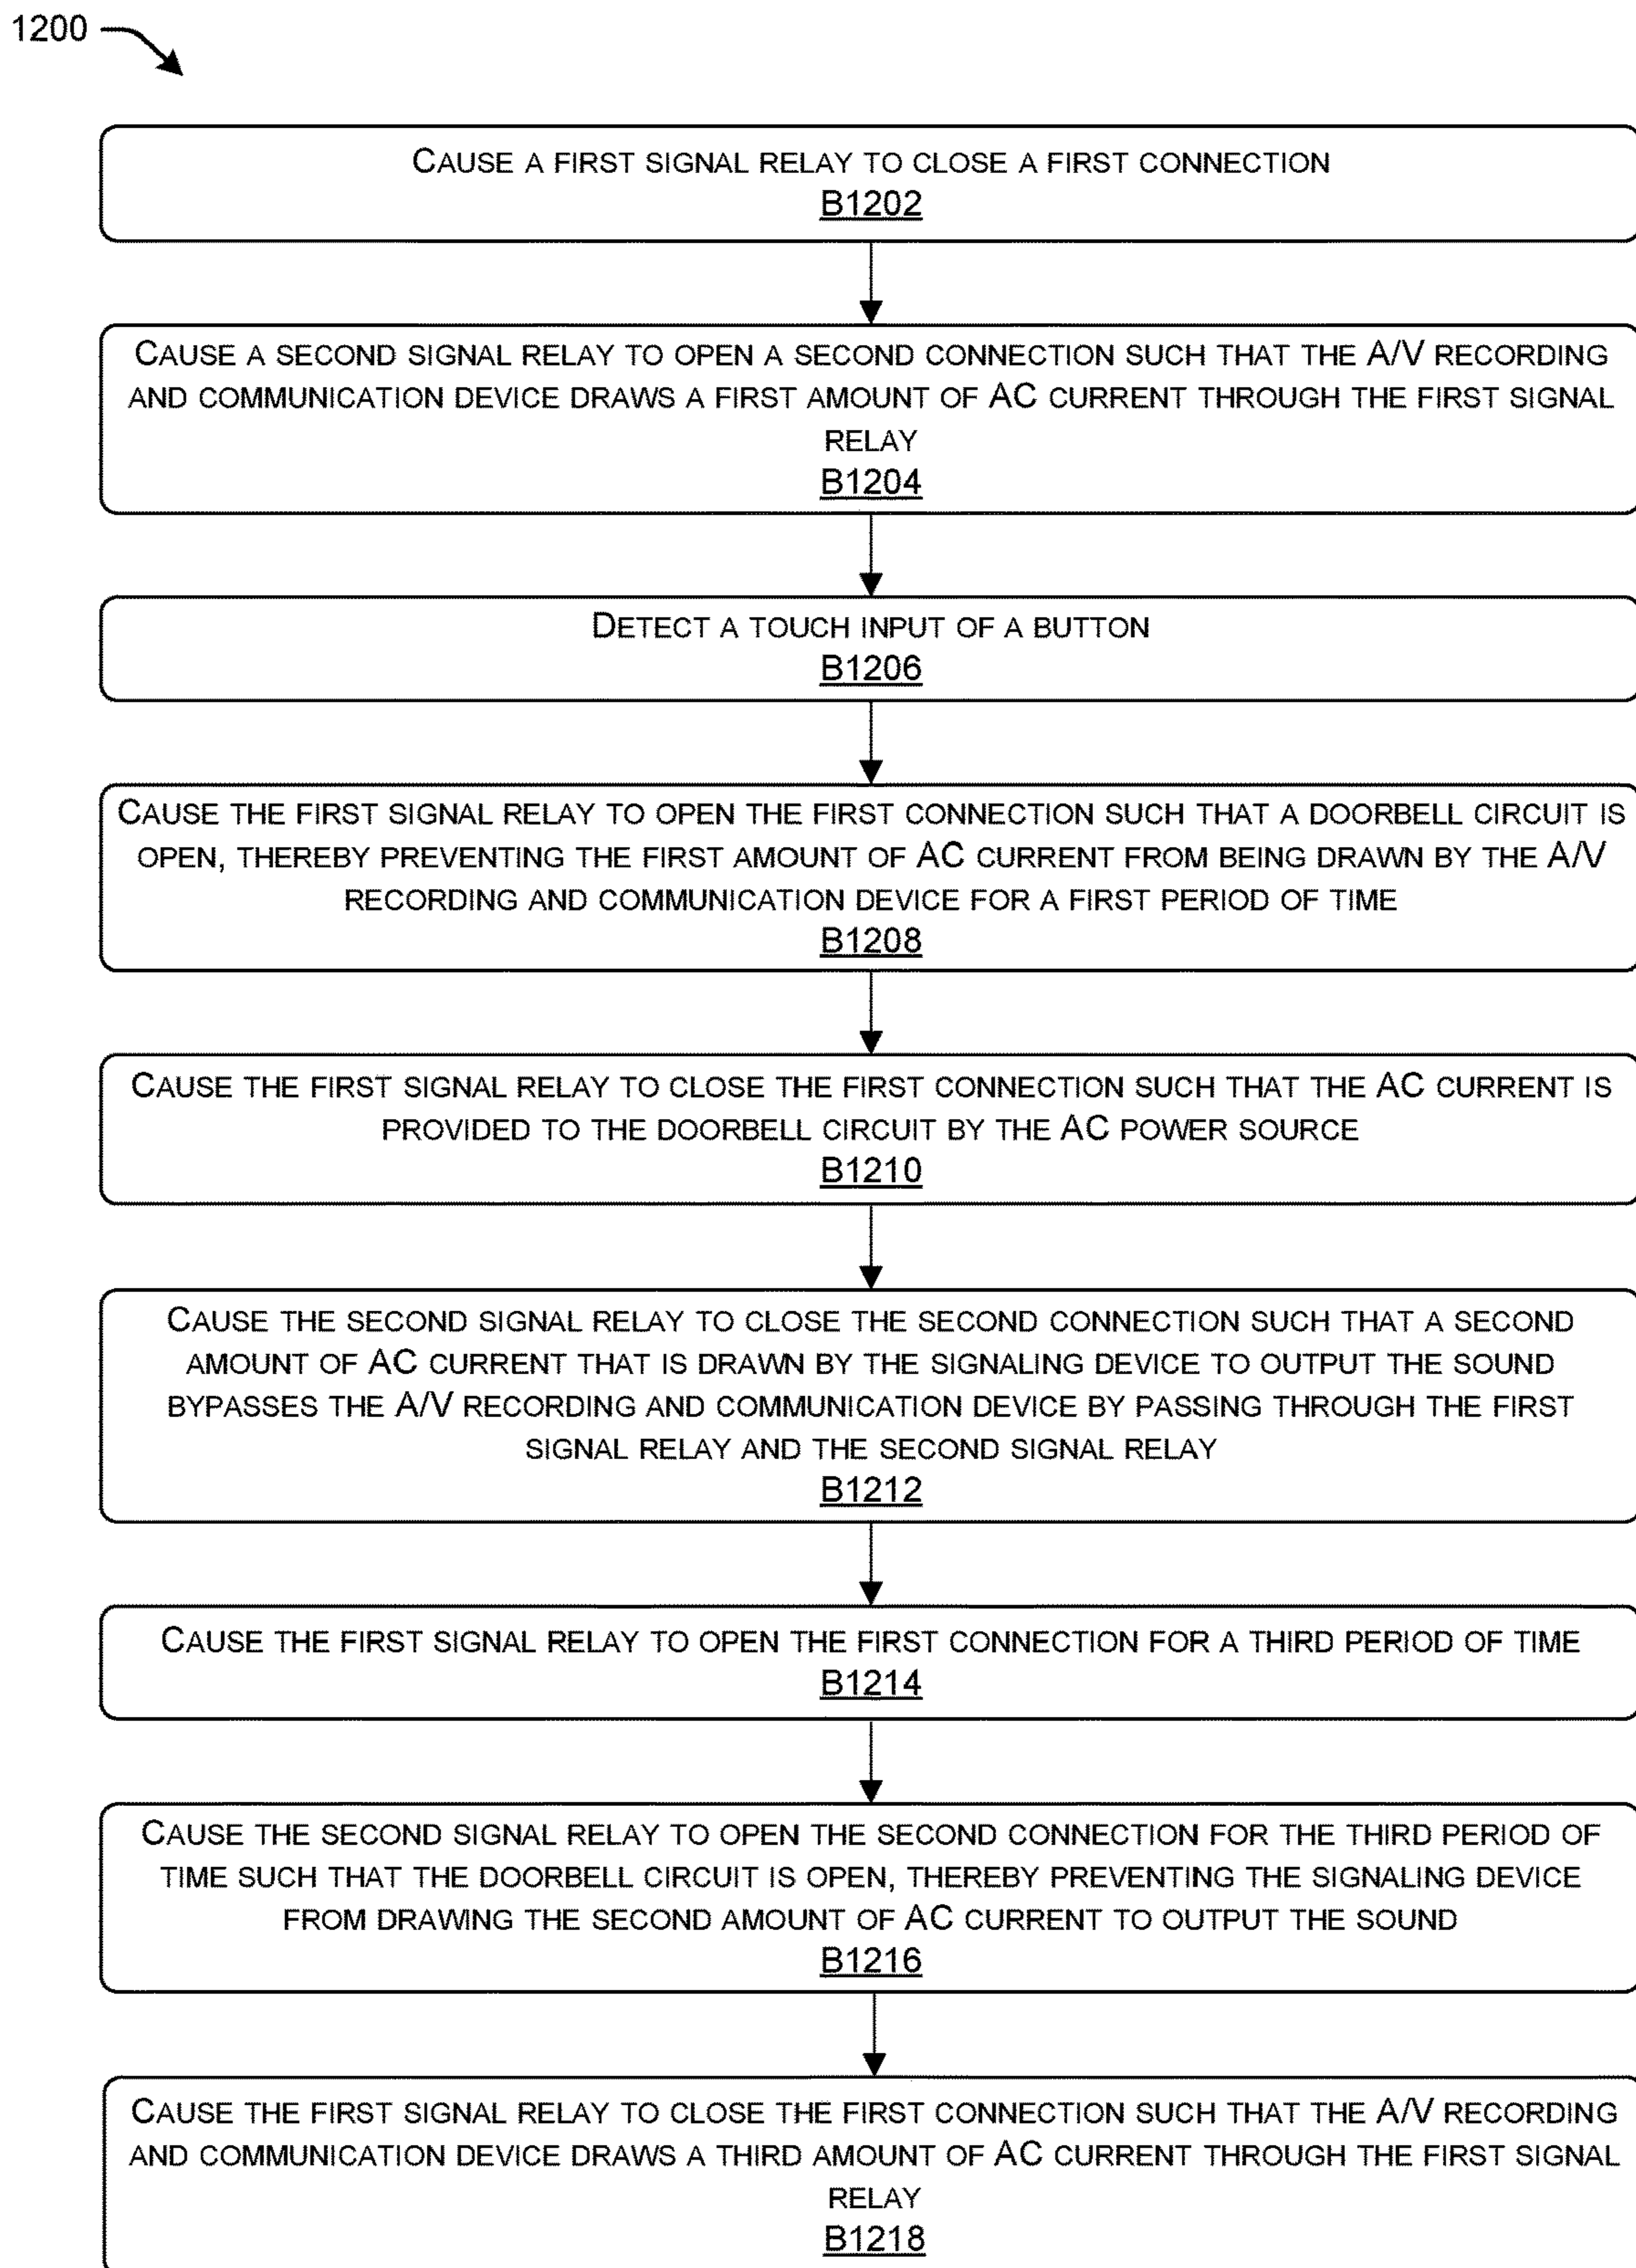 1200
CAUSE A FIRST SIGNAL RELAY TO CLOSE A FIRST CONNECTION
B1202
CAUSE A SECOND SIGNAL RELAY TO OPEN A SECOND CONNECTION SUCH THAT THE A/V RECORDING
AND COMMUNICATION DEVICE DRAWS A FIRST AMOUNT OF AC CURRENT THROUGH THE FIRST SIGNAL
RELAY
B1204
DETECT A TOUCH INPUT OF A BUTTON
B1206
CAUSE THE FIRST SIGNAL RELAY TO OPEN THE FIRST CONNECTION SUCH THAT A DOORBELL CIRCUIT IS
OPEN, THEREBY PREVENTING THE FIRST AMOUNT OF AC CURRENT FROM BEING DRAWN BY THE A/V
RECORDING AND COMMUNICATION DEVICE FOR A FIRST PERIOD OF TIME
B1208
CAUSE THE FIRST SIGNAL RELAY TO CLOSE THE FIRST CONNECTION SUCH THAT THE AC CURRENT IS
PROVIDED TO THE DOORBELL CIRCUIT BY THE AC POWER SOURCE
B1210
CAUSE THE SECOND SIGNAL RELAY TO CLOSE THE SECOND CONNECTION SUCH THAT A SECOND
AMOUNT OF AC CURRENT THAT IS DRAWN BY THE SIGNALING DEVICE TO OUTPUT THE SOUND
BYPASSES THE A/V RECORDING AND COMMUNICATION DEVICE BY PASSING THROUGH THE FIRST
SIGNAL RELAY AND THE SECOND SIGNAL RELAY
B1212
CAUSE THE FIRST SIGNAL RELAY TO OPEN THE FIRST CONNECTION FOR A THIRD PERIOD OF TIME
B1214
CAUSE THE SECOND SIGNAL RELAY TO OPEN THE SECOND CONNECTION FOR THE THIRD PERIOD OF
TIME SUCH THAT THE DOORBELL CIRCUIT IS OPEN, THEREBY PREVENTING THE SIGNALING DEVICE
FROM DRAWING THE SECOND AMOUNT OF AC CURRENT TO OUTPUT THE SOUND
B1216
CAUSE THE FIRST SIGNAL RELAY TO CLOSE THE FIRST CONNECTION SUCH THAT THE A/V RECORDING
AND COMMUNICATION DEVICE DRAWS A THIRD AMOUNT OF AC CURRENT THROUGH THE FIRST SIGNAL
RELAY
B1218